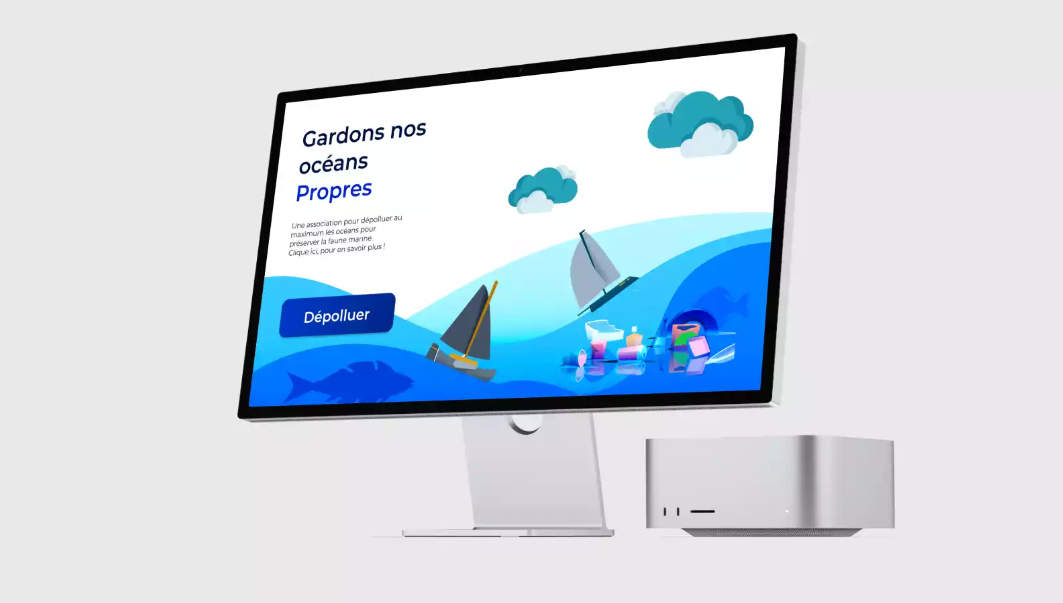 Gardons nos
océans
Propres
Une association pour dépolluer au
maximum les océans pour
préserver la faune marine.
Clique ici, pour en savoir plus !
Dépolluer